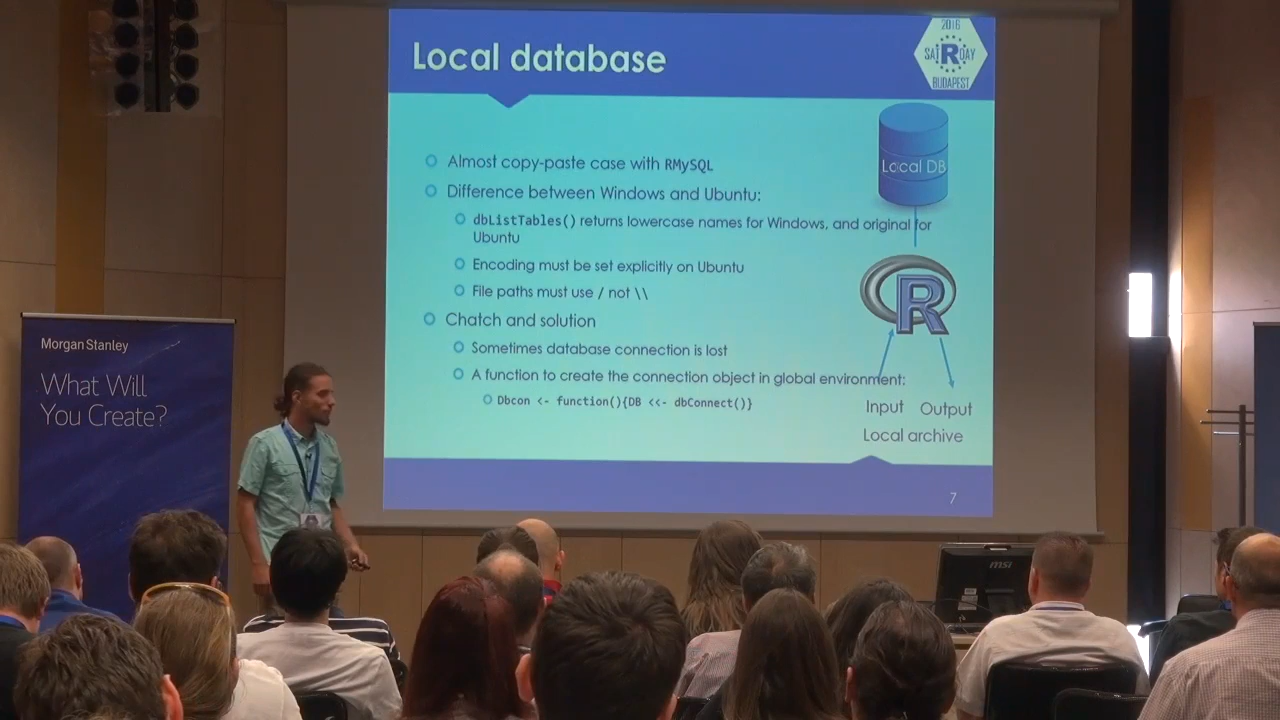 Local database
2016
SATRDAY
BUDAPEST
Local DB
Almost copy-paste case with RMySQL
Difference between Windows and Ubuntu:
dbListTables() returns lowercase names for Windows, and original for
Ubuntu
Encoding must be set explicitly on Ubuntu
File paths must use / not \\
Chatch and solution
Sometimes database connection is lost
A function to create the connection object in global environment:
Dbcon <- function(){DB <<- dbConnect()}
R
Input Output
Local archive
7
Morgan Stanley
What Will
You Create?
msi